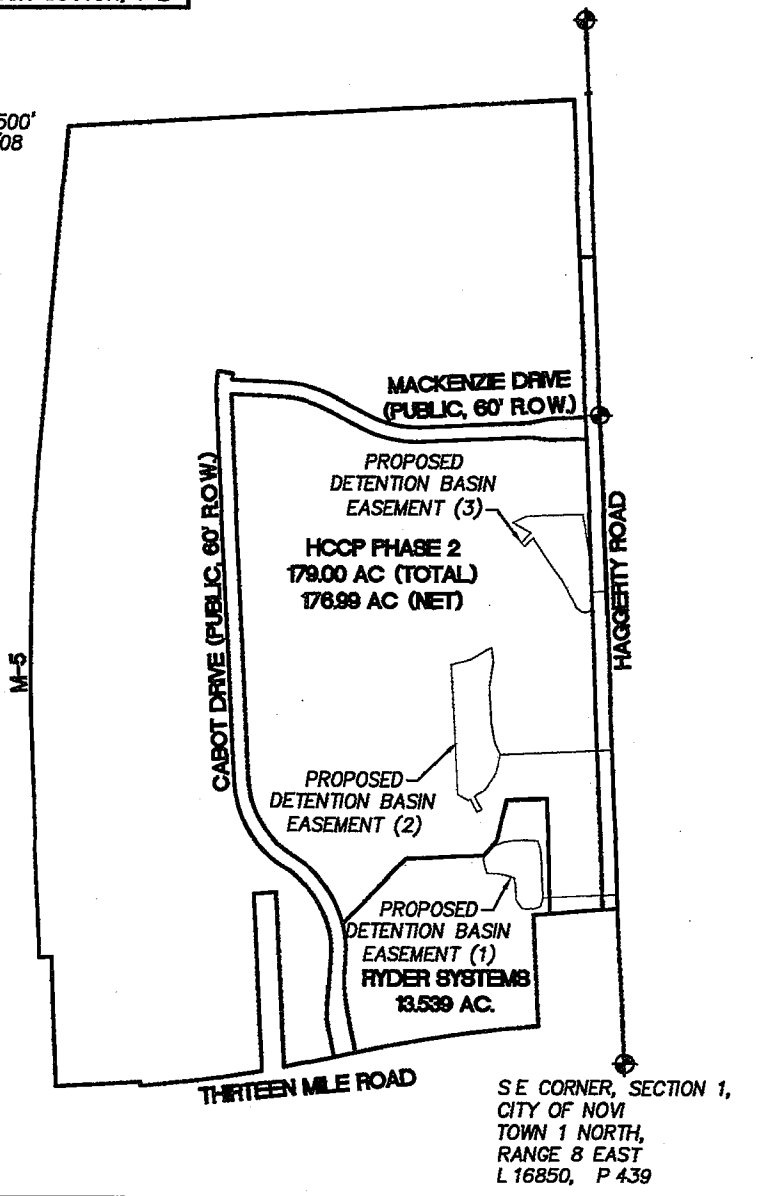 500'
08
MACKENZIE DRIVE
(PUBLIC, 60' R.O.W.)
PROPOSED
DETENTION BASIN
EASEMENT (3)
HCCP PHASE 2
179.00 AC (TOTAL)
176.99 AC (NET)
HAGGERTY ROAD
CABOT DRIVE (PUBLIC, 60' R.O.W.)
M-5
PROPOSED
DETENTION BASIN
EASEMENT (2)
PROPOSED
DETENTION BASIN
EASEMENT (1)
RYDER SYSTEMS
13.539 AC.
THIRTEEN MILE ROAD
S E CORNER, SECTION 1,
CITY OF NOVI
TOWN 1 NORTH,
RANGE 8 EAST
L 16850, P 439